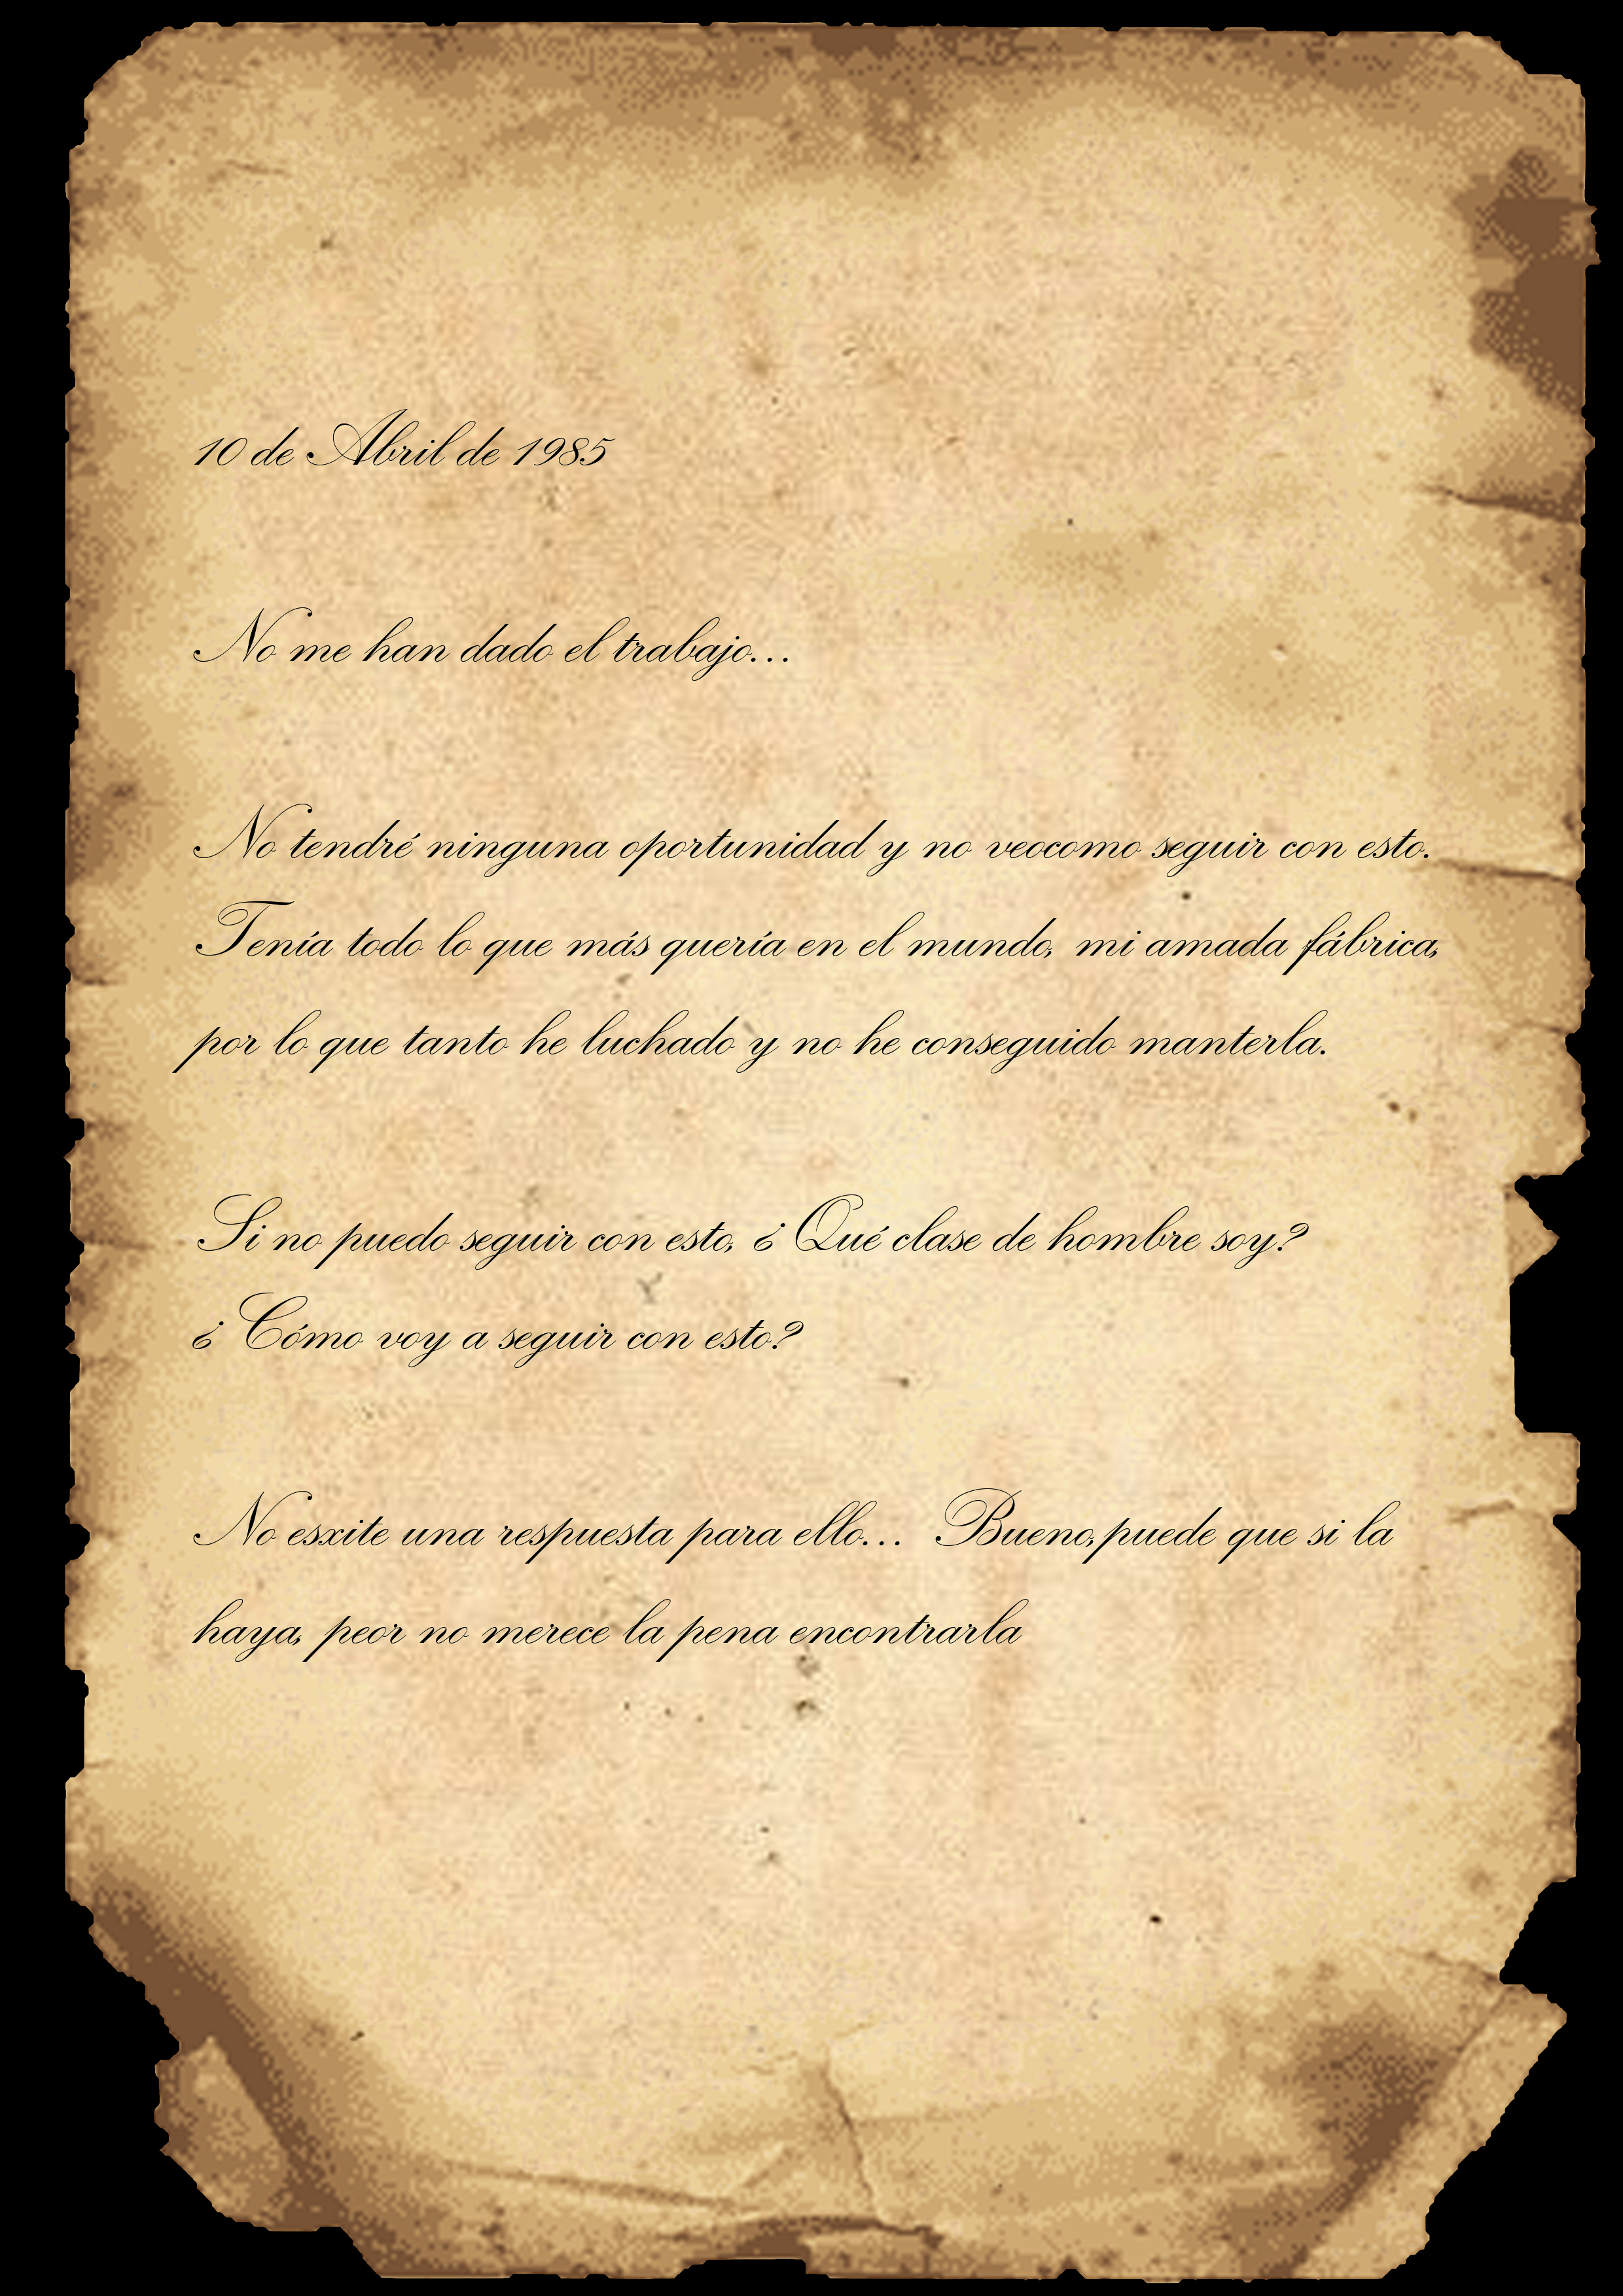 10 de Abril de 1985
No me han dado el trabajo...
No tendré ninguna oportunidad y no veocomo seguir con esto.
Tenía todo lo que más quería en el mundo, mi amada fábrica,
por lo que tanto he luchado y no he conseguido manterla.
Si no puedo seguir con esto, ¿Qué clase de hombre soy?
¿Cómo voy a seguir con esto?
No esxite una respuesta para ello... Bueno,puede que si la
haya, peor no merece la pena encontrarla